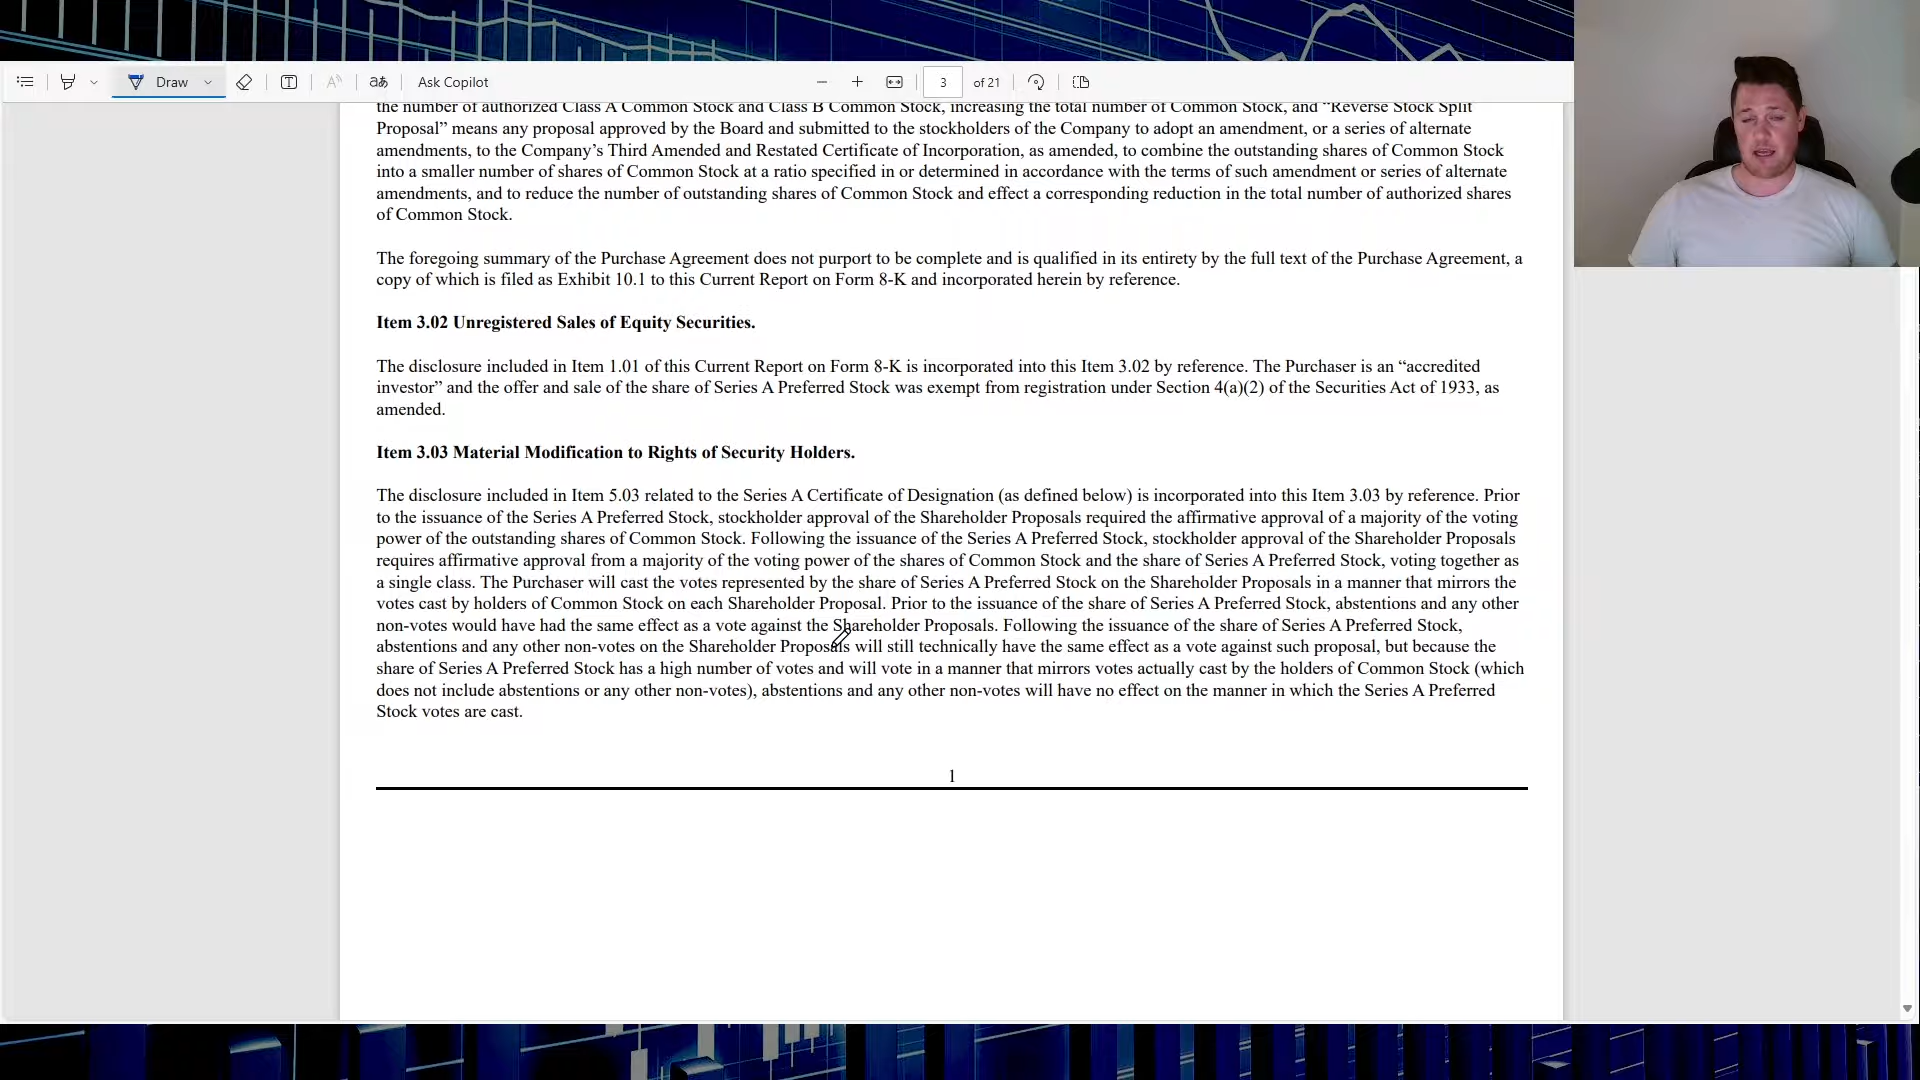 Draw
Ask Copilot
3
of 21
the number of authorized Class A Common Stock and Class B Common Stock, increasing the total number of Common Stock, and “Reverse Stock Split
Proposal” means any proposal approved by the Board and submitted to the stockholders of the Company to adopt an amendment, or a series of alternate
amendments, to the Company’s Third Amended and Restated Certificate of Incorporation, as amended, to combine the outstanding shares of Common Stock
into a smaller number of shares of Common Stock at a ratio specified in or determined in accordance with the terms of such amendment or series of alternate
amendments, and to reduce the number of outstanding shares of Common Stock and effect a corresponding reduction in the total number of authorized shares
of Common Stock.
The foregoing summary of the Purchase Agreement does not purport to be complete and is qualified in its entirety by the full text of the Purchase Agreement, a
copy of which is filed as Exhibit 10.1 to this Current Report on Form 8-K and incorporated herein by reference.
Item 3.02 Unregistered Sales of Equity Securities.
The disclosure included in Item 1.01 of this Current Report on Form 8-K is incorporated into this Item 3.02 by reference. The Purchaser is an “accredited
investor” and the offer and sale of the share of Series A Preferred Stock was exempt from registration under Section 4(a)(2) of the Securities Act of 1933, as
amended.
Item 3.03 Material Modification to Rights of Security Holders.
The disclosure included in Item 5.03 related to the Series A Certificate of Designation (as defined below) is incorporated into this Item 3.03 by reference. Prior
to the issuance of the Series A Preferred Stock, stockholder approval of the Shareholder Proposals required the affirmative approval of a majority of the voting
power of the outstanding shares of Common Stock. Following the issuance of the Series A Preferred Stock, stockholder approval of the Shareholder Proposals
requires affirmative approval from a majority of the voting power of the shares of Common Stock and the share of Series A Preferred Stock, voting together as
a single class. The Purchaser will cast the votes represented by the share of Series A Preferred Stock on the Shareholder Proposals in a manner that mirrors the
votes cast by holders of Common Stock on each Shareholder Proposal. Prior to the issuance of the share of Series A Preferred Stock, abstentions and any other
non-votes would have had the same effect as a vote against the Shareholder Proposals. Following the issuance of the share of Series A Preferred Stock,
abstentions and any other non-votes on the Shareholder Proposals will still technically have the same effect as a vote against such proposal, but because the
share of Series A Preferred Stock has a high number of votes and will vote in a manner that mirrors votes actually cast by the holders of Common Stock (which
does not include abstentions or any other non-votes), abstentions and any other non-votes will have no effect on the manner in which the Series A Preferred
Stock votes are cast.
1